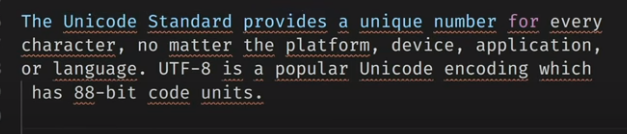 The Unicode Standard provides a unique number for every
character, no matter the platform, device, application,
or language. UTF-8 is a popular Unicode encoding which
has 88-bit code units.